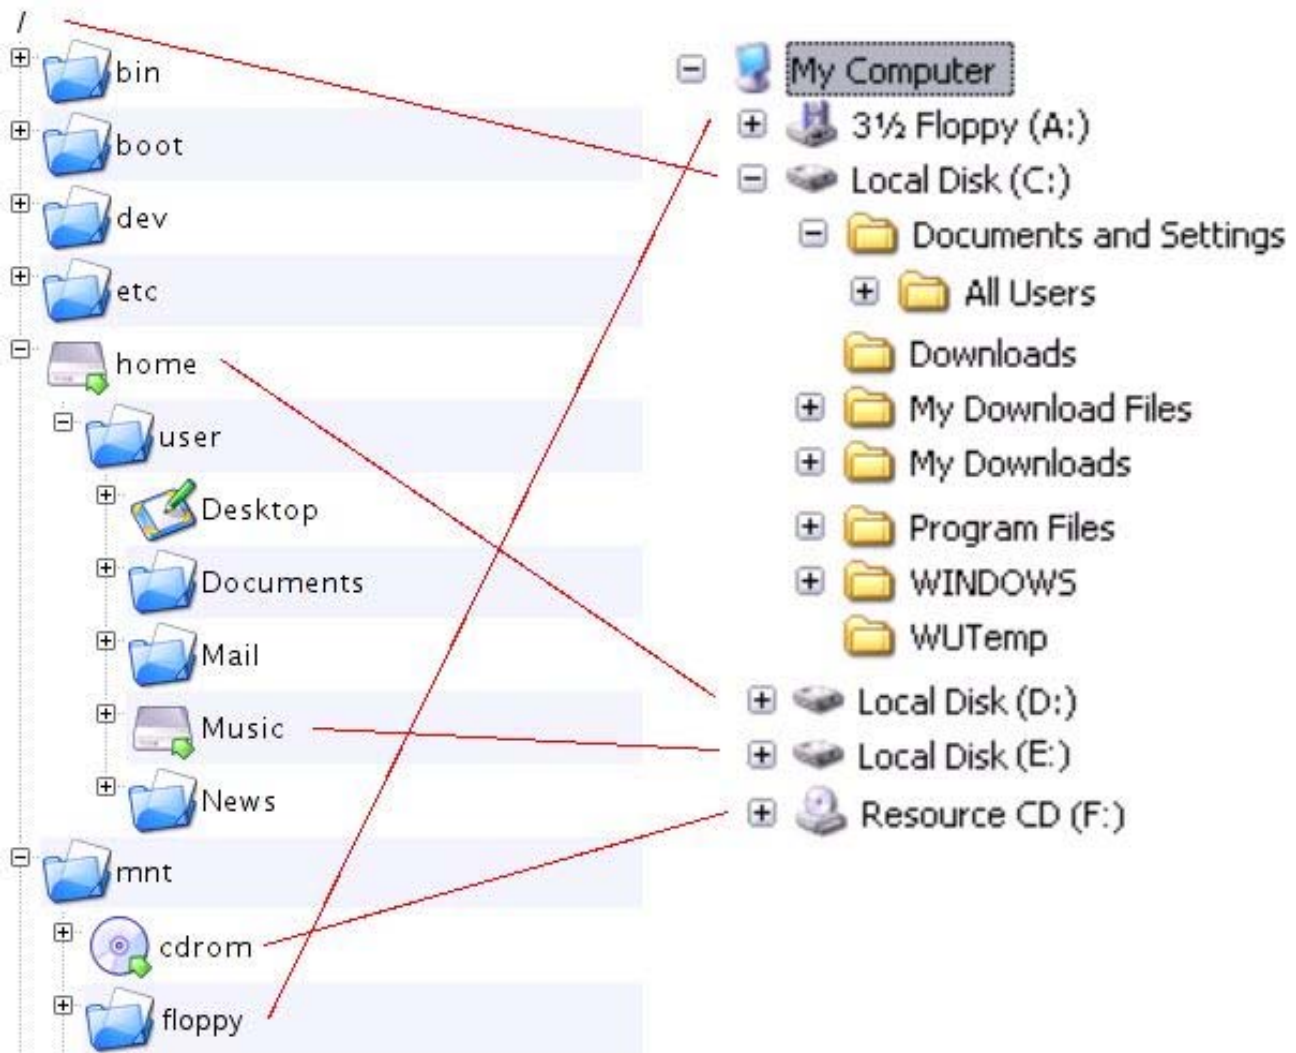 /
bin
boot
dev
etc
home
user
Desktop
Documents
Mail
Music
News
mnt
cdrom
floppy
My Computer
3½ Floppy (A:)
Local Disk (C:)
Documents and Settings
All Users
Downloads
My Download Files
My Downloads
Program Files
WINDOWS
WUTemp
Local Disk (D:)
Local Disk (E:)
Resource CD (F:)